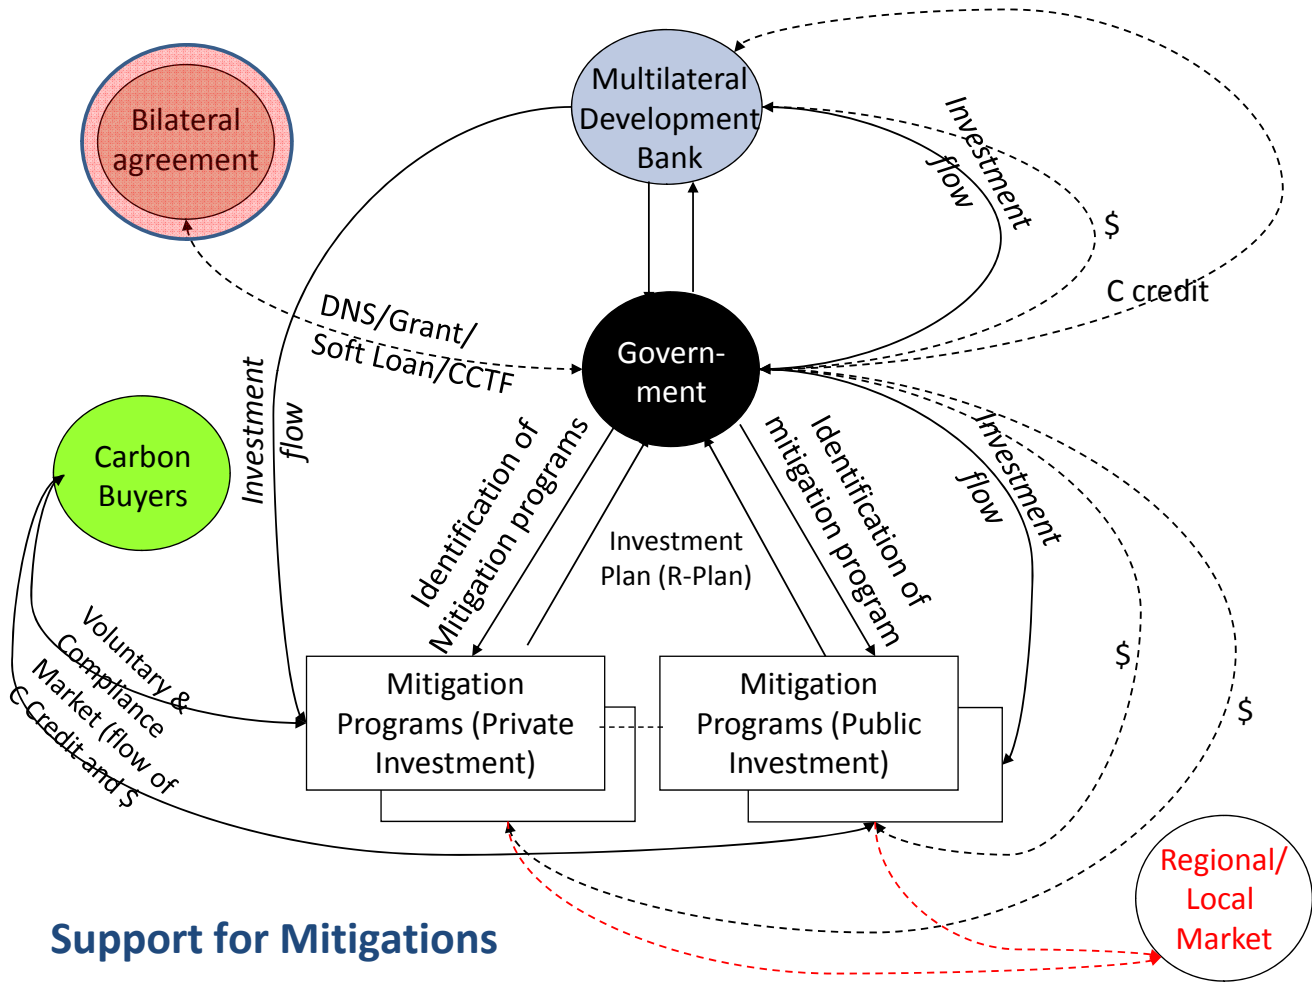 Multilateral
Development
Bank
Bilateral
agreement
Investment
flow
$
C credit
DNS/Grant/
Soft Loan/CCTF
Govern-
ment
Investment
flow
Carbon
Buyers
Identification of
Mitigation programs
Identification of
mitigation program
Investment
flow
Investment
Plan (R-Plan)
Voluntary &
Compliance
Market (flow of
C Credit and $
$
$
Mitigation
Programs (Private
Investment)
Mitigation
Programs (Public
Investment)
Regional/
Local
Market
Support for Mitigations